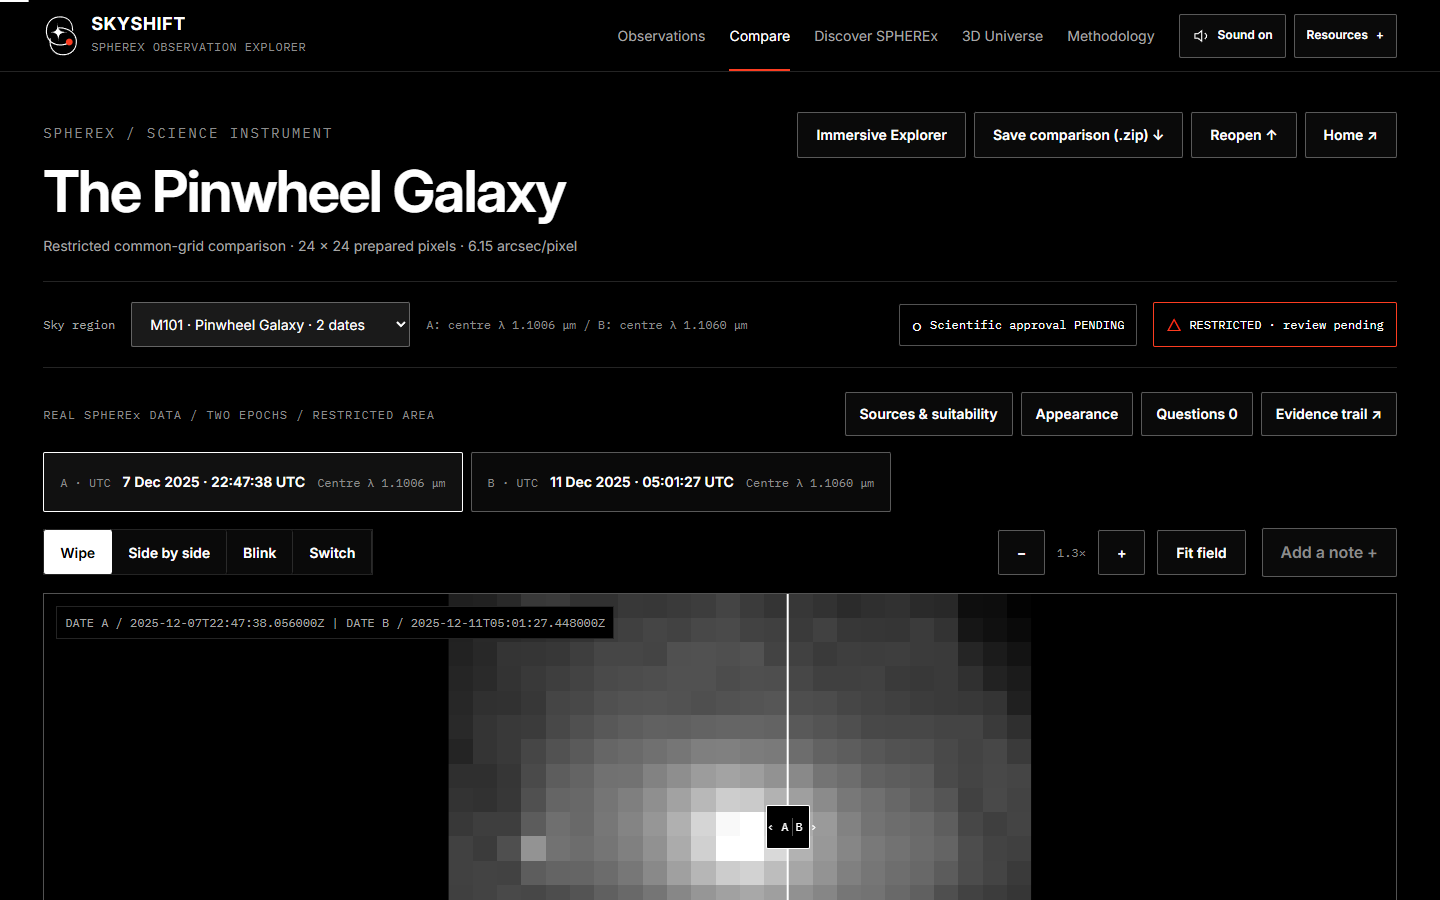 SKYSHIFT
SPHEREX OBSERVATION EXPLORER
Observations
Compare
Discover SPHEREx
3D Universe
Methodology
Sound on
Resources +
SPHEREX / SCIENCE INSTRUMENT
Immersive Explorer
Save comparison (.zip) ↓
Reopen ↑
Home ↗
The Pinwheel Galaxy
Restricted common-grid comparison · 24 × 24 prepared pixels · 6.15 arcsec/pixel
Sky region
M101 · Pinwheel Galaxy · 2 dates
A: centre λ 1.1006 µm / B: centre λ 1.1060 µm
Scientific approval PENDING
RESTRICTED · review pending
REAL SPHEREx DATA / TWO EPOCHS / RESTRICTED AREA
Sources & suitability
Appearance
Questions 0
Evidence trail ↗
A · UTC 7 Dec 2025 · 22:47:38 UTC Centre λ 1.1006 µm
B · UTC 11 Dec 2025 · 05:01:27 UTC Centre λ 1.1060 µm
Wipe
Side by side
Blink
Switch
−
1.3×
+
Fit field
Add a note +
DATE A / 2025-12-07T22:47:38.056000Z | DATE B / 2025-12-11T05:01:27.448000Z
‹ A B ›